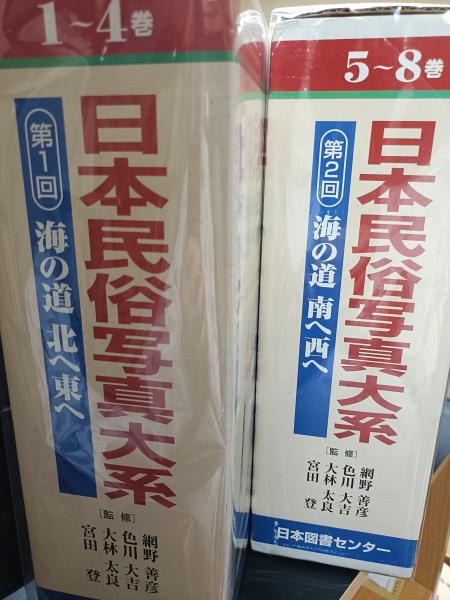 1～4巻
日本民俗写真大系
第1回
海の道 北へ東へ
[監修]
網野 善彦
色川 大吉
大林 太良
宮田 登
5～8巻
日本民俗写真大系
第2回
海の道 南へ西へ
[監修]
網野 善彦
色川 大吉
大林 太良
宮田 登
日本図書センター